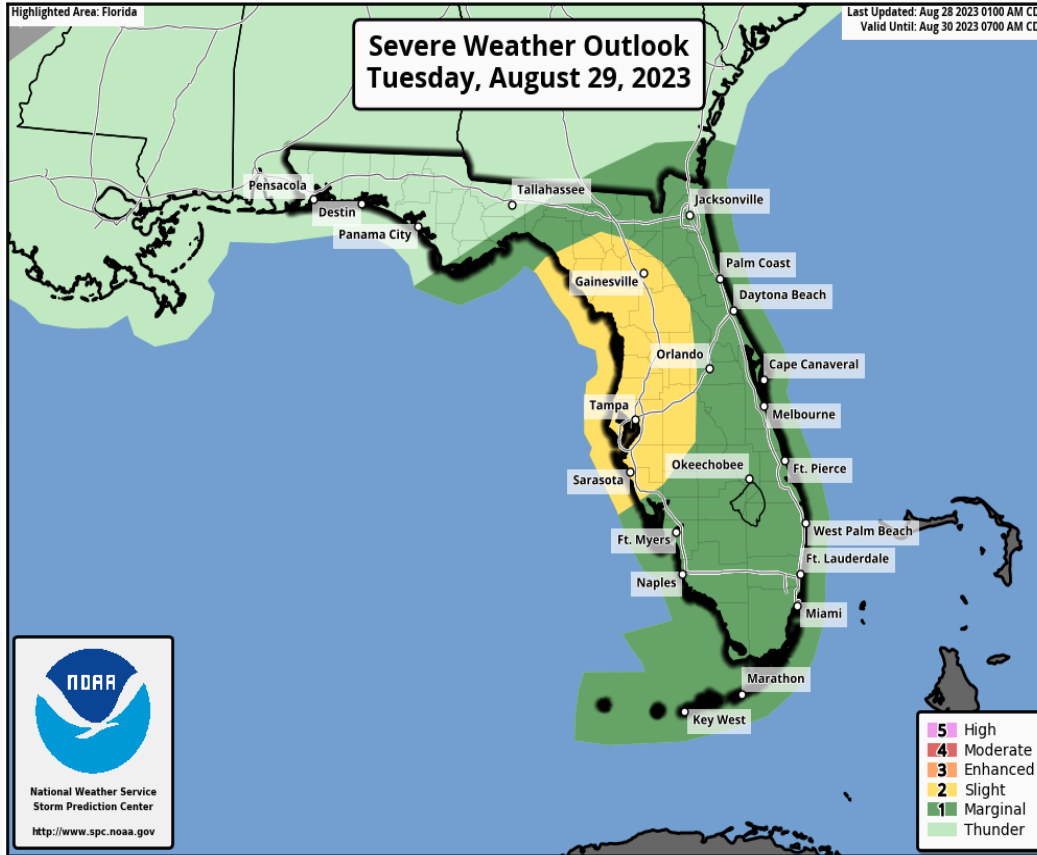 Highlighted Area: Florida
Last Updated: Aug 28 2023 0100 AM CD
Valid Until: Aug 30 2023 0700 AM CD
Severe Weather Outlook
Tuesday, August 29, 2023
Pensacola
Destin
Panama City
Tallahassee
Jacksonville
Palm Coast
Gainesville
Daytona Beach
Orlando
Cape Canaveral
Tampa
Melbourne
Okeechobee
Ft. Pierce
Sarasota
West Palm Beach
Ft. Myers
Ft. Lauderdale
Naples
Miami
Marathon
Key West
NOAA
National Weather Service
Storm Prediction Center
http://www.spc.noaa.gov
5 High
4 Moderate
3 Enhanced
2 Slight
1 Marginal
Thunder